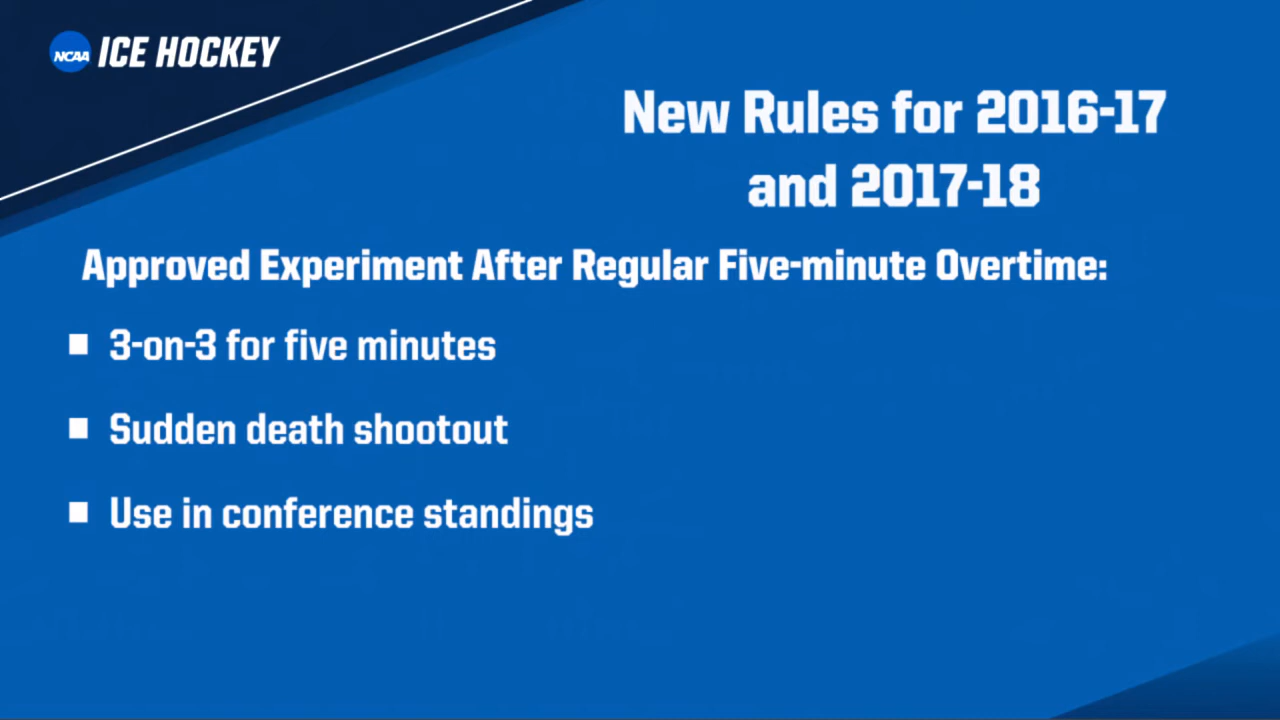 NCAA ICE HOCKEY
New Rules for 2016-17
and 2017-18
Approved Experiment After Regular Five-minute Overtime:
3-on-3 for five minutes
Sudden death shootout
Use in conference standings